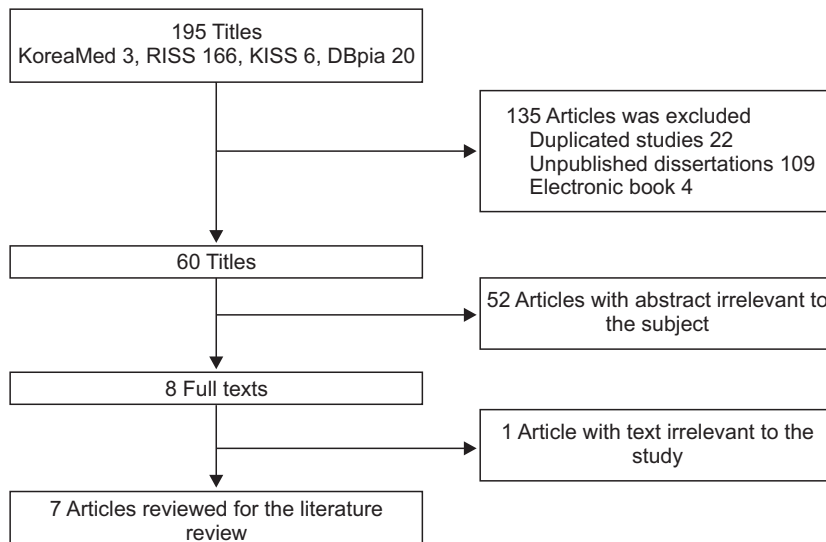 195 Titles
KoreaMed 3, RISS 166, KISS 6, DBpia 20
135 Articles was excluded
Duplicated studies 22
Unpublished dissertations 109
Electronic book 4
60 Titles
52 Articles with abstract irrelevant to
the subject
8 Full texts
1 Article with text irrelevant to the
study
7 Articles reviewed for the literature
review